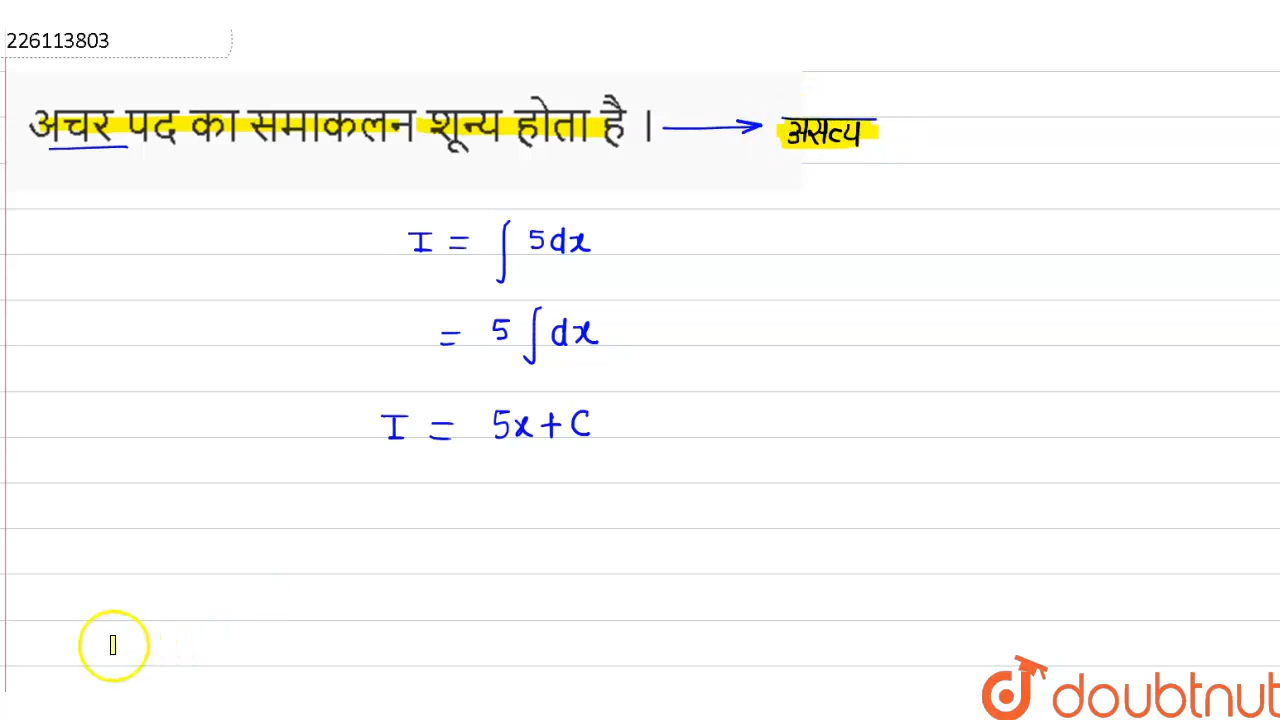 226113803
अचर पद का समाकलन शून्य होता है । → असत्य
I = ∫ 5dx
= 5 ∫ dx
I = 5x + C
doubtnut